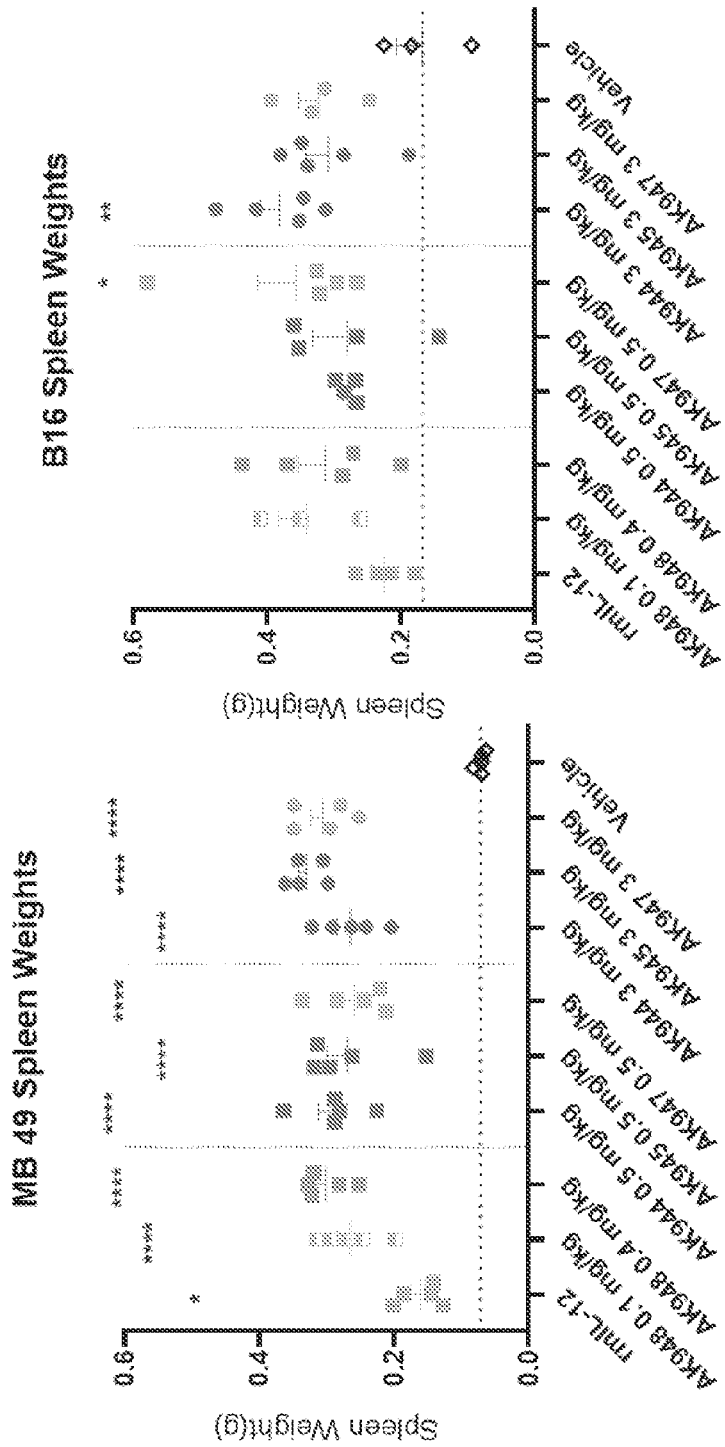 MB 49 Spleen Weights
Spleen Weight(g)
0.6
0.4
0.2
0.0
*
****
****
****
****
****
****
****
****
rmIL-12
AK948 0.1 mg/kg
AK948 0.4 mg/kg
AK944 0.5 mg/kg
AK945 0.5 mg/kg
AK947 0.5 mg/kg
AK944 3 mg/kg
AK945 3 mg/kg
AK947 3 mg/kg
Vehicle
B16 Spleen Weights
Spleen Weight(g)
0.6
0.4
0.2
0.0
*
**
rmIL-12
AK948 0.1 mg/kg
AK948 0.4 mg/kg
AK944 0.5 mg/kg
AK945 0.5 mg/kg
AK947 0.5 mg/kg
AK944 3 mg/kg
AK945 3 mg/kg
AK947 3 mg/kg
Vehicle